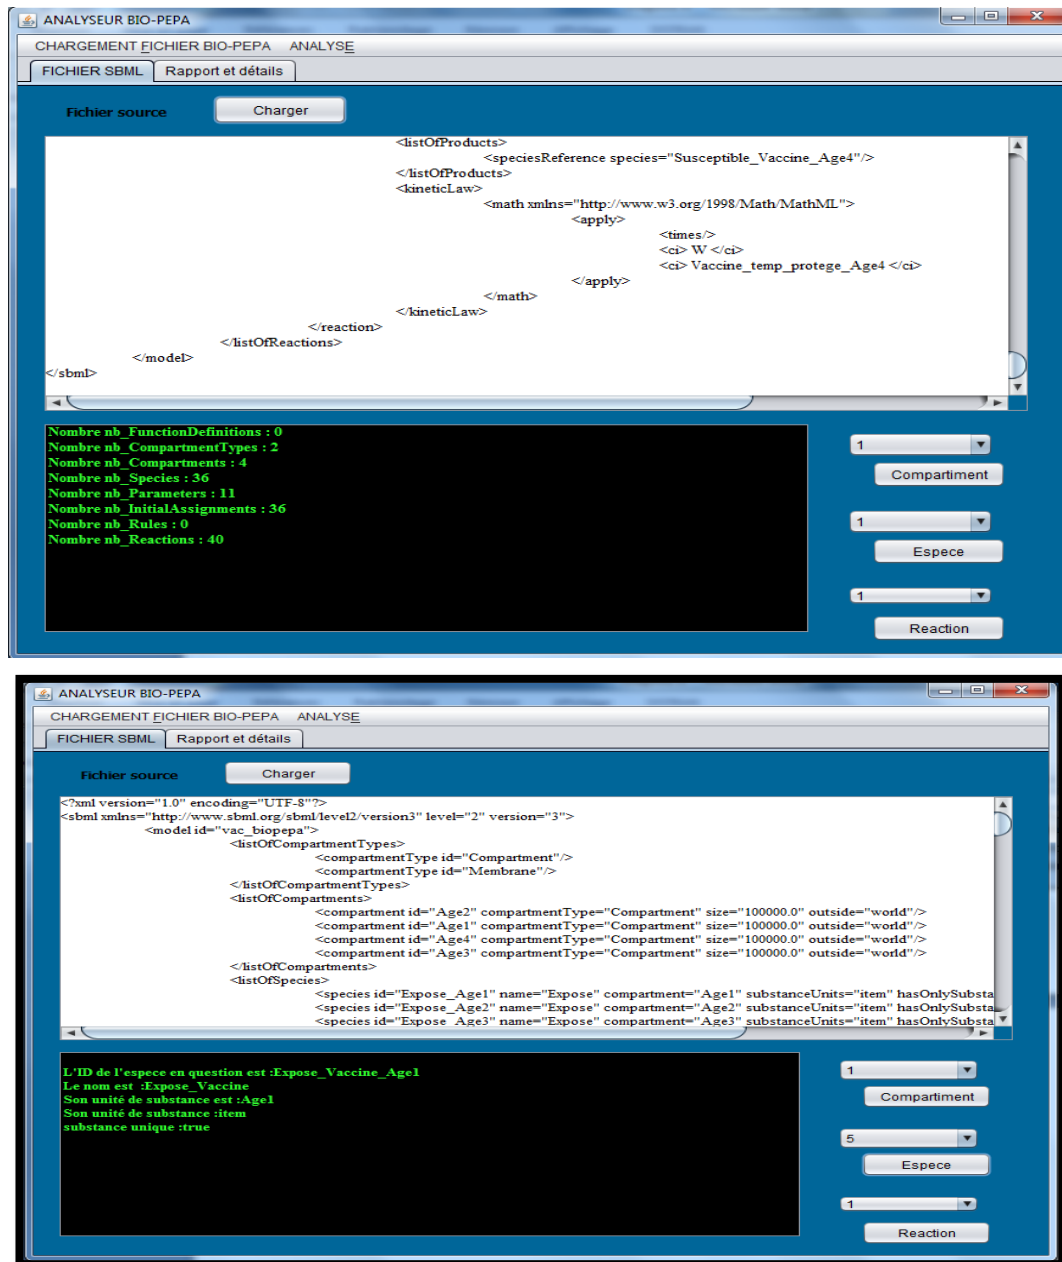 ANALYSEUR BIO-PEPA
CHARGEMENT FICHIER BIO-PEPA ANALYSE
FICHIER SBML Rapport et détails
Fichier source Charger
<listOfProducts>
<speciesReference species="Susceptible_Vaccine_Age4"/>
</listOfProducts>
<kineticLaw>
<math xmlns="http://www.w3.org/1998/Math/MathML">
<apply>
<times/>
<ci> W </ci>
<ci> Vaccine_temp_protege_Age4 </ci>
</apply>
</math>
</kineticLaw>
</reaction>
</listOfReactions>
</model>
</sbml>
Nombre nb_FunctionDefinitions : 0
Nombre nb_CompartmentTypes : 2
Nombre nb_Compartments : 4
Nombre nb_Species : 36
Nombre nb_Parameters : 11
Nombre nb_InitialAssignments : 36
Nombre nb_Rules : 0
Nombre nb_Reactions : 40
1
Compartiment
1
Espece
1
Reaction
ANALYSEUR BIO-PEPA
CHARGEMENT FICHIER BIO-PEPA ANALYSE
FICHIER SBML Rapport et détails
Fichier source Charger
<?xml version="1.0" encoding="UTF-8"?>
<sbml xmlns="http://www.sbml.org/sbml/level2/version3" level="2" version="3">
<model id="vac_biopepa">
<listOfCompartmentTypes>
<compartmentType id="Compartment"/>
<compartmentType id="Membrane"/>
</listOfCompartmentTypes>
<listOfCompartments>
<compartment id="Age2" compartmentType="Compartment" size="100000.0" outside="world"/>
<compartment id="Age1" compartmentType="Compartment" size="100000.0" outside="world"/>
<compartment id="Age4" compartmentType="Compartment" size="100000.0" outside="world"/>
<compartment id="Age3" compartmentType="Compartment" size="100000.0" outside="world"/>
</listOfCompartments>
<listOfSpecies>
<species id="Expose_Age1" name="Expose" compartment="Age1" substanceUnits="item" hasOnlySubsta
<species id="Expose_Age2" name="Expose" compartment="Age2" substanceUnits="item" hasOnlySubsta
<species id="Expose_Age3" name="Expose" compartment="Age3" substanceUnits="item" hasOnlySubsta
L'ID de l'espece en question est :Expose_Vaccine_Age1
Le nom est :Expose_Vaccine
Son unité de substance est :Age1
Son unité de substance :item
substance unique :true
1
Compartiment
5
Espece
1
Reaction